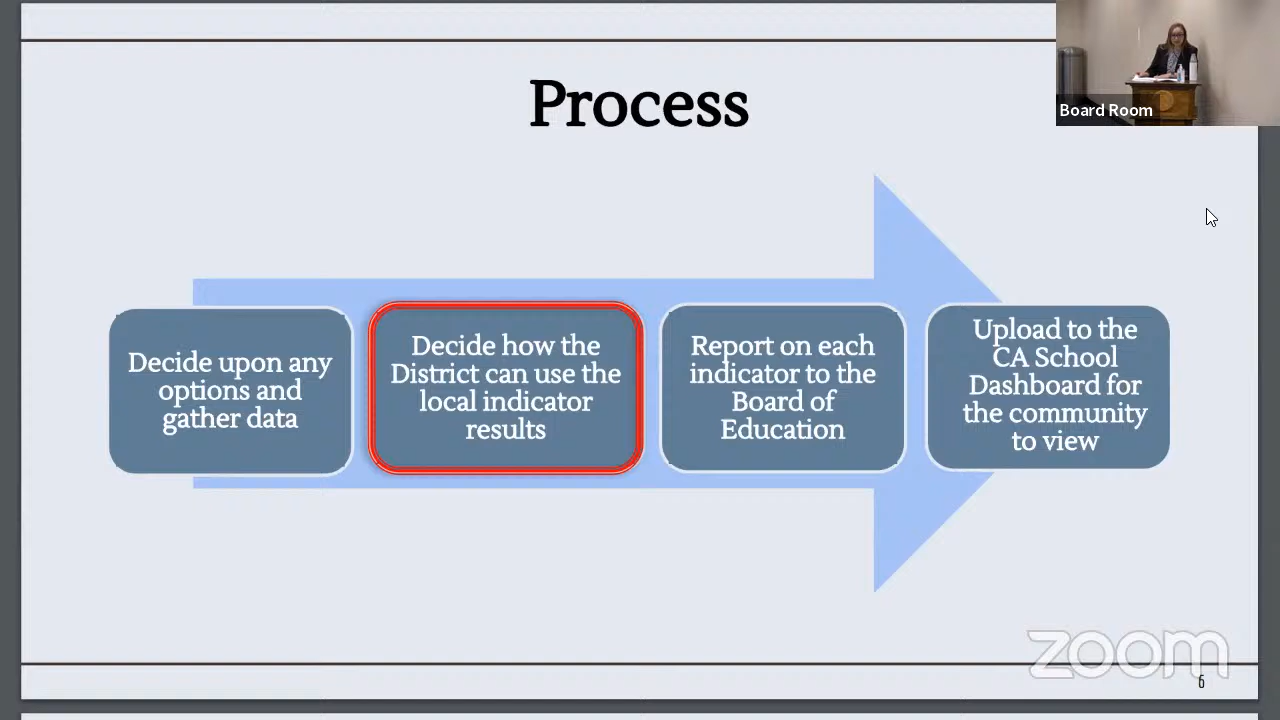 Process
Board Room
Decide upon any
options and
gather data
Decide how the
District can use the
local indicator
results
Report on each
indicator to the
Board of
Education
Upload to the
CA School
Dashboard for
the community
to view
zoom
6